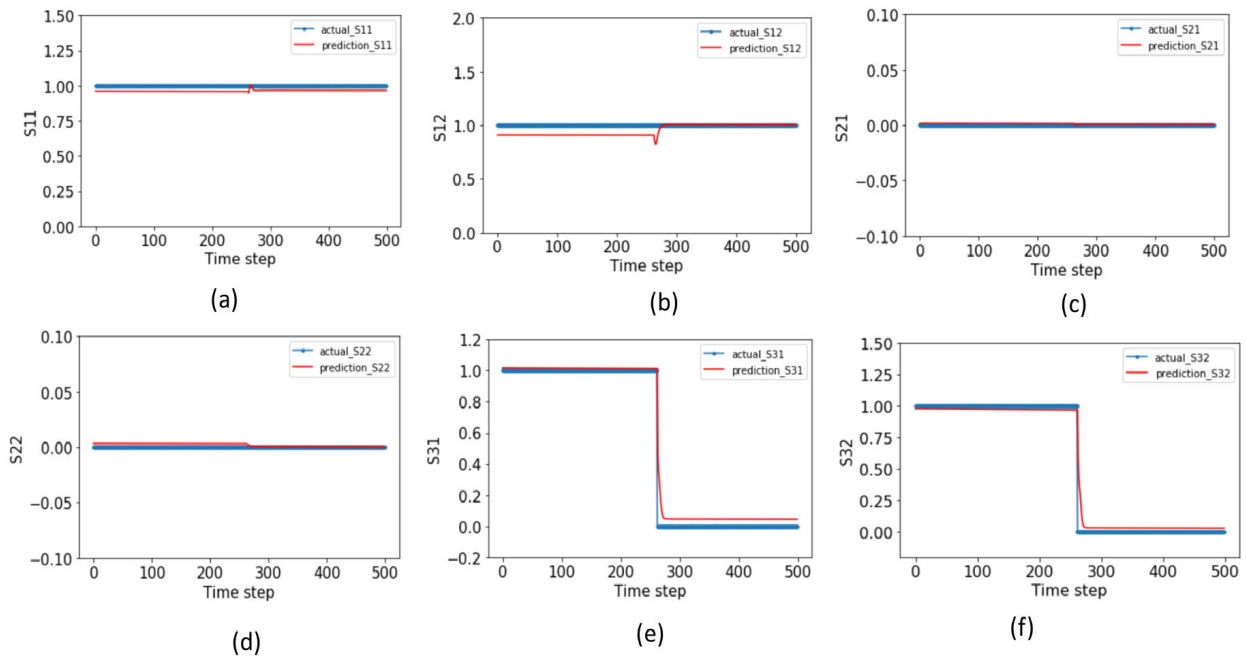 1.50
1.25
1.00
0.75
0.50
0.25
0.00
S11
actual_S11
prediction_S11
0 100 200 300 400 500
Time step
(a)
2.0
1.5
1.0
0.5
0.0
S12
actual_S12
prediction_S12
0 100 200 300 400 500
Time step
(b)
0.10
0.05
0.00
−0.05
−0.10
S21
actual_S21
prediction_S21
0 100 200 300 400 500
Time step
(c)
0.10
0.05
0.00
−0.05
−0.10
S22
actual_S22
prediction_S22
0 100 200 300 400 500
Time step
(d)
1.2
1.0
0.8
0.6
0.4
0.2
0.0
−0.2
S31
actual_S31
prediction_S31
0 100 200 300 400 500
Time step
(e)
1.50
1.25
1.00
0.75
0.50
0.25
0.00
S32
actual_S32
prediction_S32
0 100 200 300 400 500
Time step
(f)